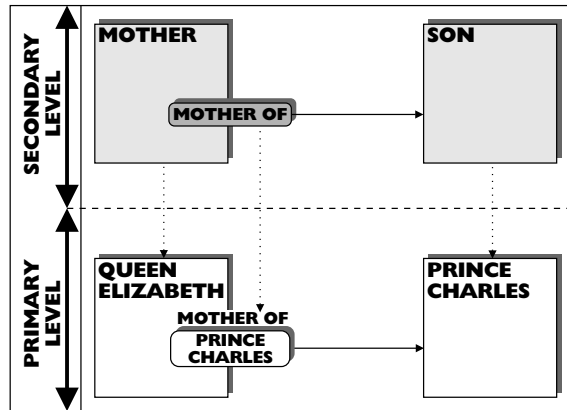 SECONDARY
LEVEL
MOTHER
SON
MOTHER OF
PRIMARY
LEVEL
QUEEN
ELIZABETH
PRINCE
CHARLES
MOTHER OF
PRINCE
CHARLES